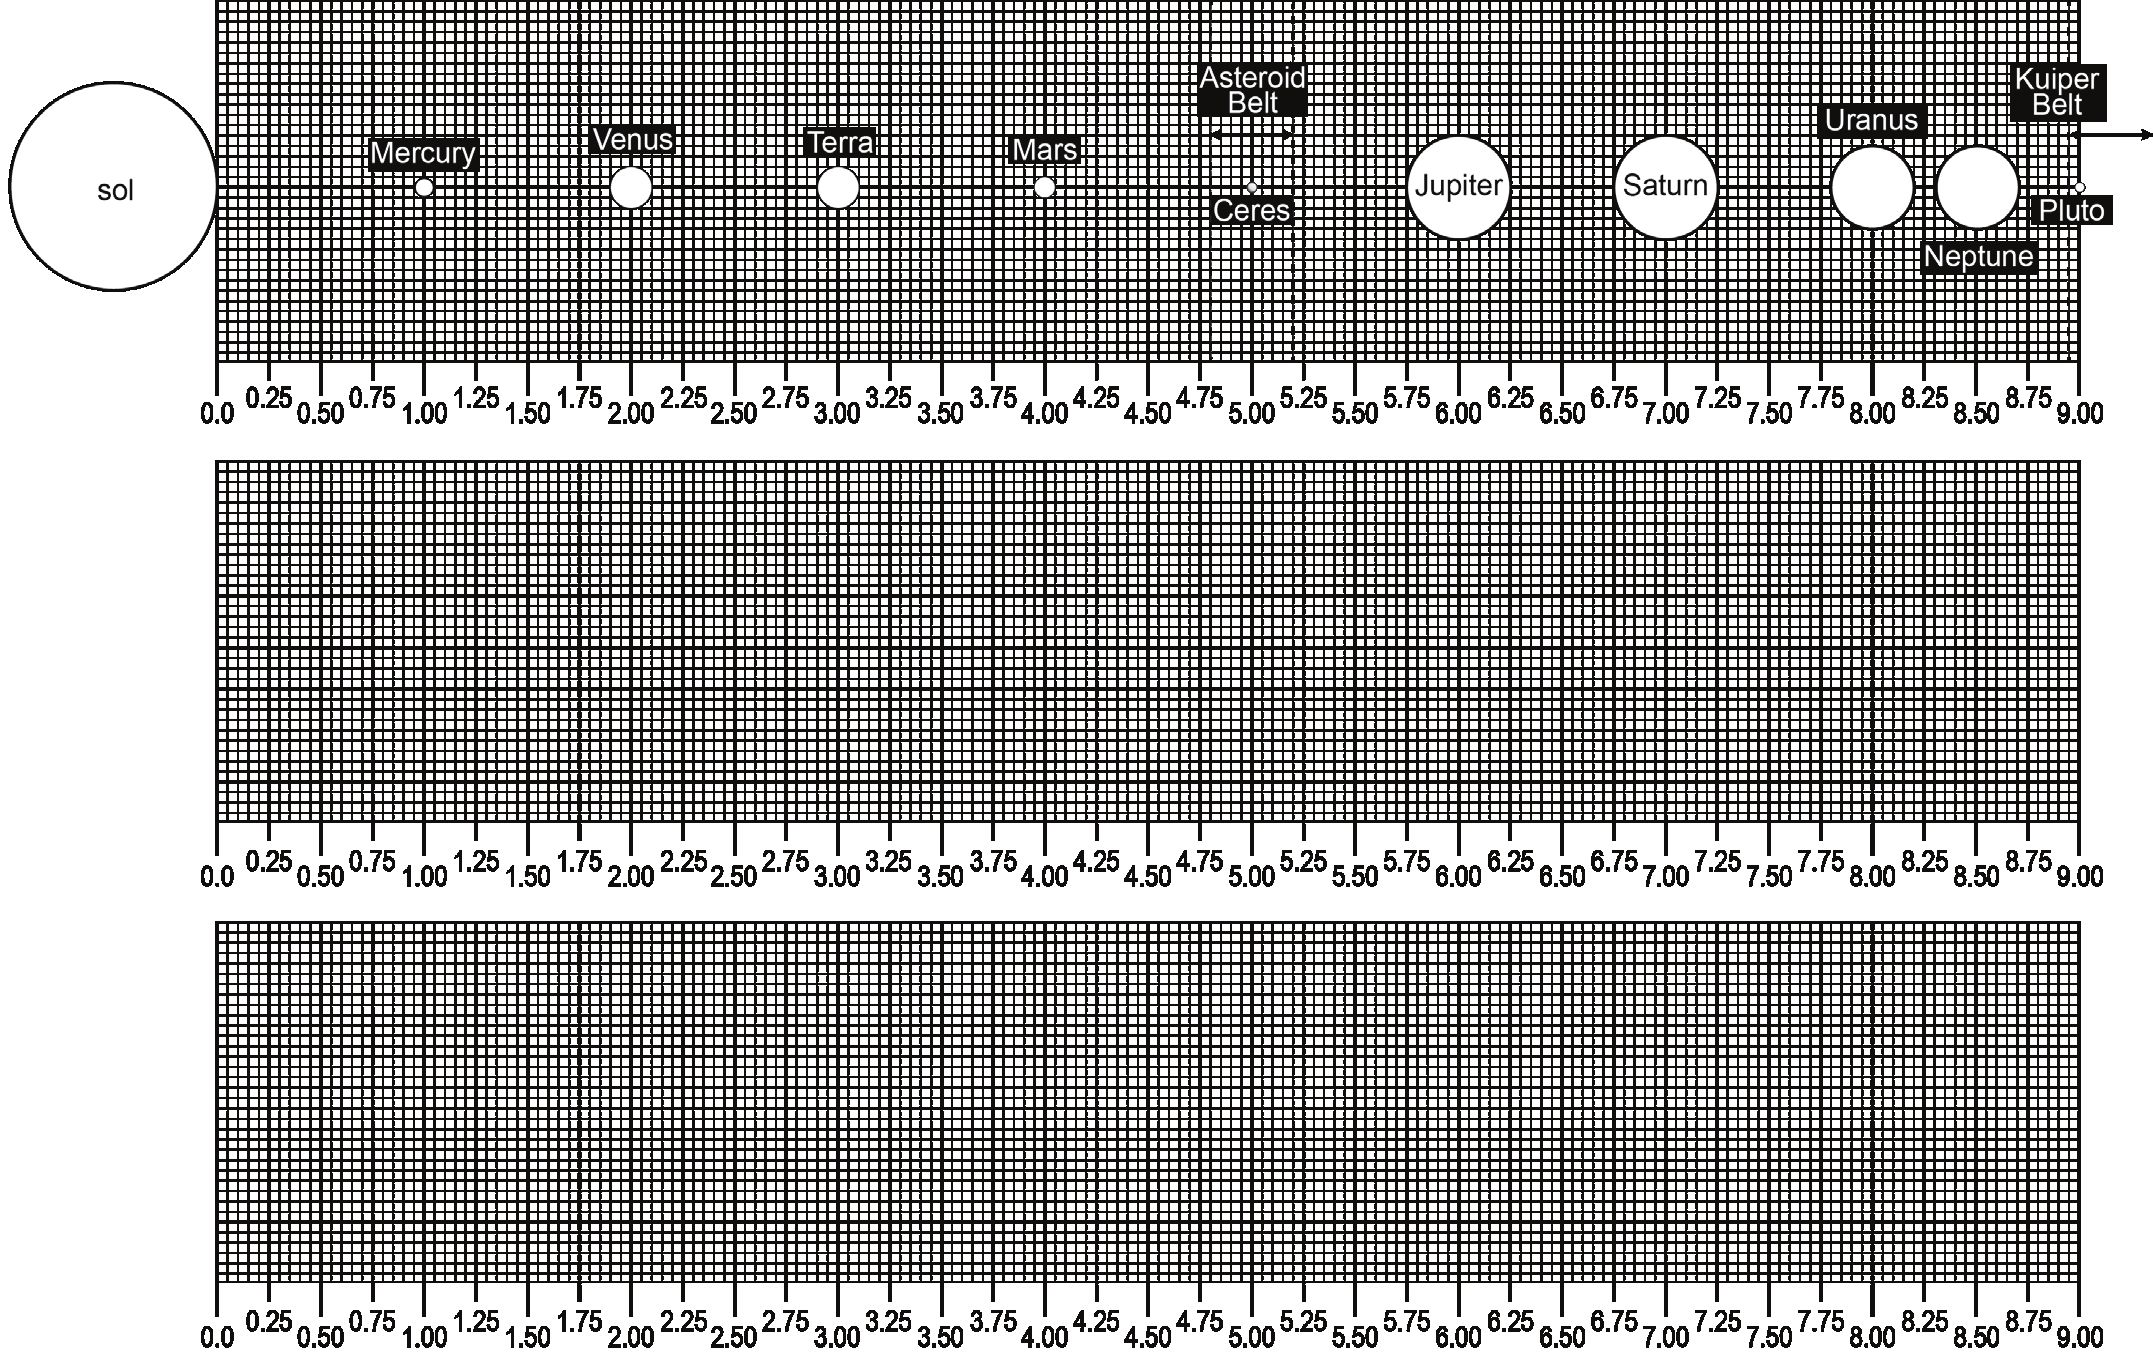 Asteroid
Belt
Kuiper
Belt
Uranus
Venus
Terra
Mars
Mercury
sol
Jupiter
Saturn
Ceres
Pluto
Neptune
0.0 0.25 0.50 0.75 1.00 1.25 1.50 1.75 2.00 2.25 2.50 2.75 3.00 3.25 3.50 3.75 4.00 4.25 4.50 4.75 5.00 5.25 5.50 5.75 6.00 6.25 6.50 6.75 7.00 7.25 7.50 7.75 8.00 8.25 8.50 8.75 9.00
0.0 0.25 0.50 0.75 1.00 1.25 1.50 1.75 2.00 2.25 2.50 2.75 3.00 3.25 3.50 3.75 4.00 4.25 4.50 4.75 5.00 5.25 5.50 5.75 6.00 6.25 6.50 6.75 7.00 7.25 7.50 7.75 8.00 8.25 8.50 8.75 9.00
0.0 0.25 0.50 0.75 1.00 1.25 1.50 1.75 2.00 2.25 2.50 2.75 3.00 3.25 3.50 3.75 4.00 4.25 4.50 4.75 5.00 5.25 5.50 5.75 6.00 6.25 6.50 6.75 7.00 7.25 7.50 7.75 8.00 8.25 8.50 8.75 9.00